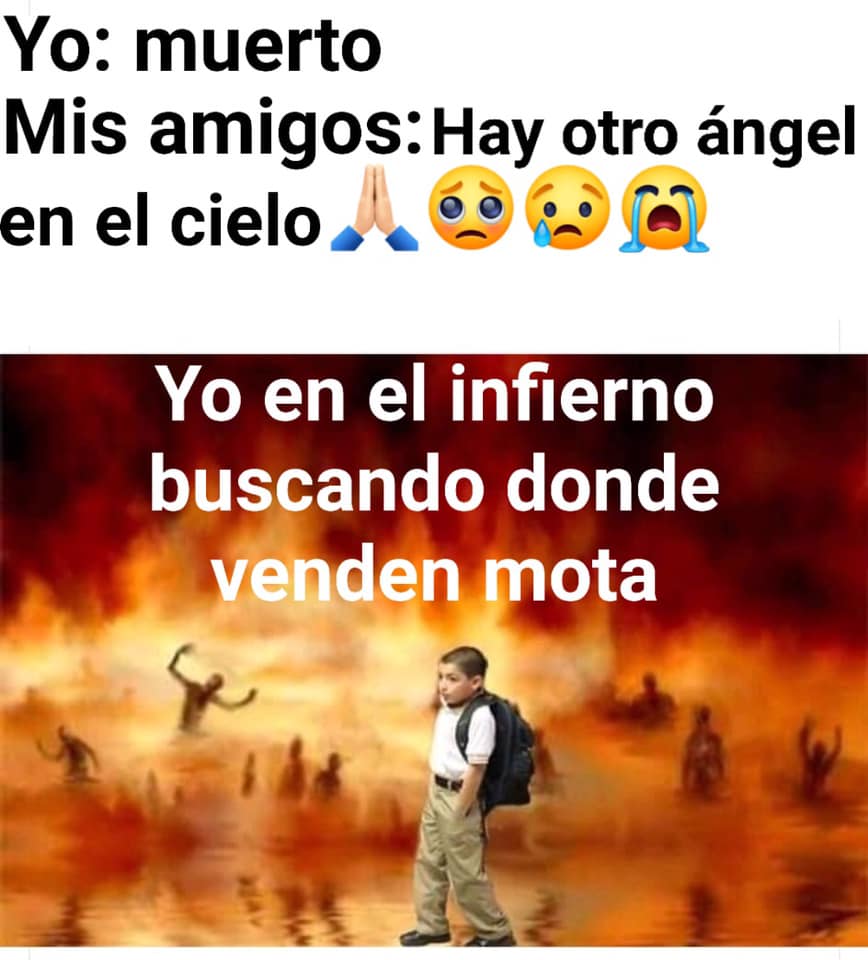 Yo: muerto
Mis amigos: Hay otro ángel
en el cielo🙏🏻🥺😢😭
Yo en el infierno
buscando donde
venden mota